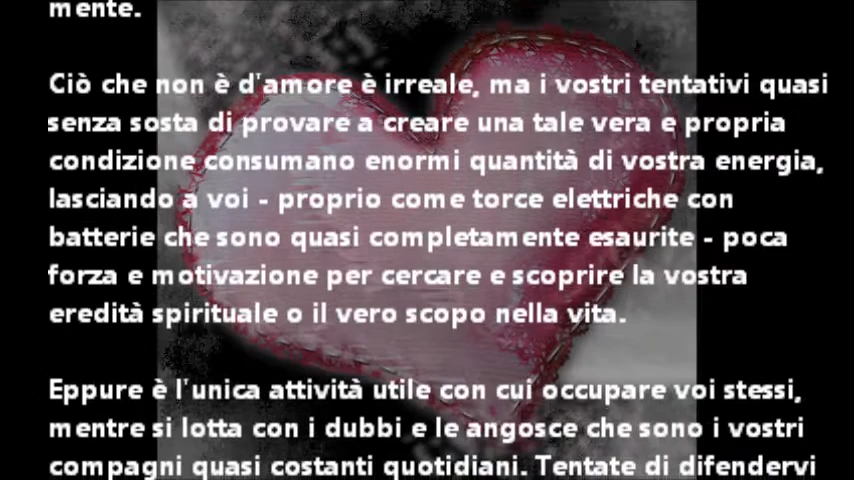 mente.
Ciò che non è d'amore è irreale, ma i vostri tentativi quasi
senza sosta di provare a creare una tale vera e propria
condizione consumano enormi quantità di vostra energia,
lasciando a voi - proprio come torce elettriche con
batterie che sono quasi completamente esaurite - poca
forza e motivazione per cercare e scoprire la vostra
eredità spirituale o il vero scopo nella vita.
Eppure è l'unica attività utile con cui occupare voi stessi,
mentre si lotta con i dubbi e le angosce che sono i vostri
compagni quasi costanti quotidiani. Tentate di difendervi